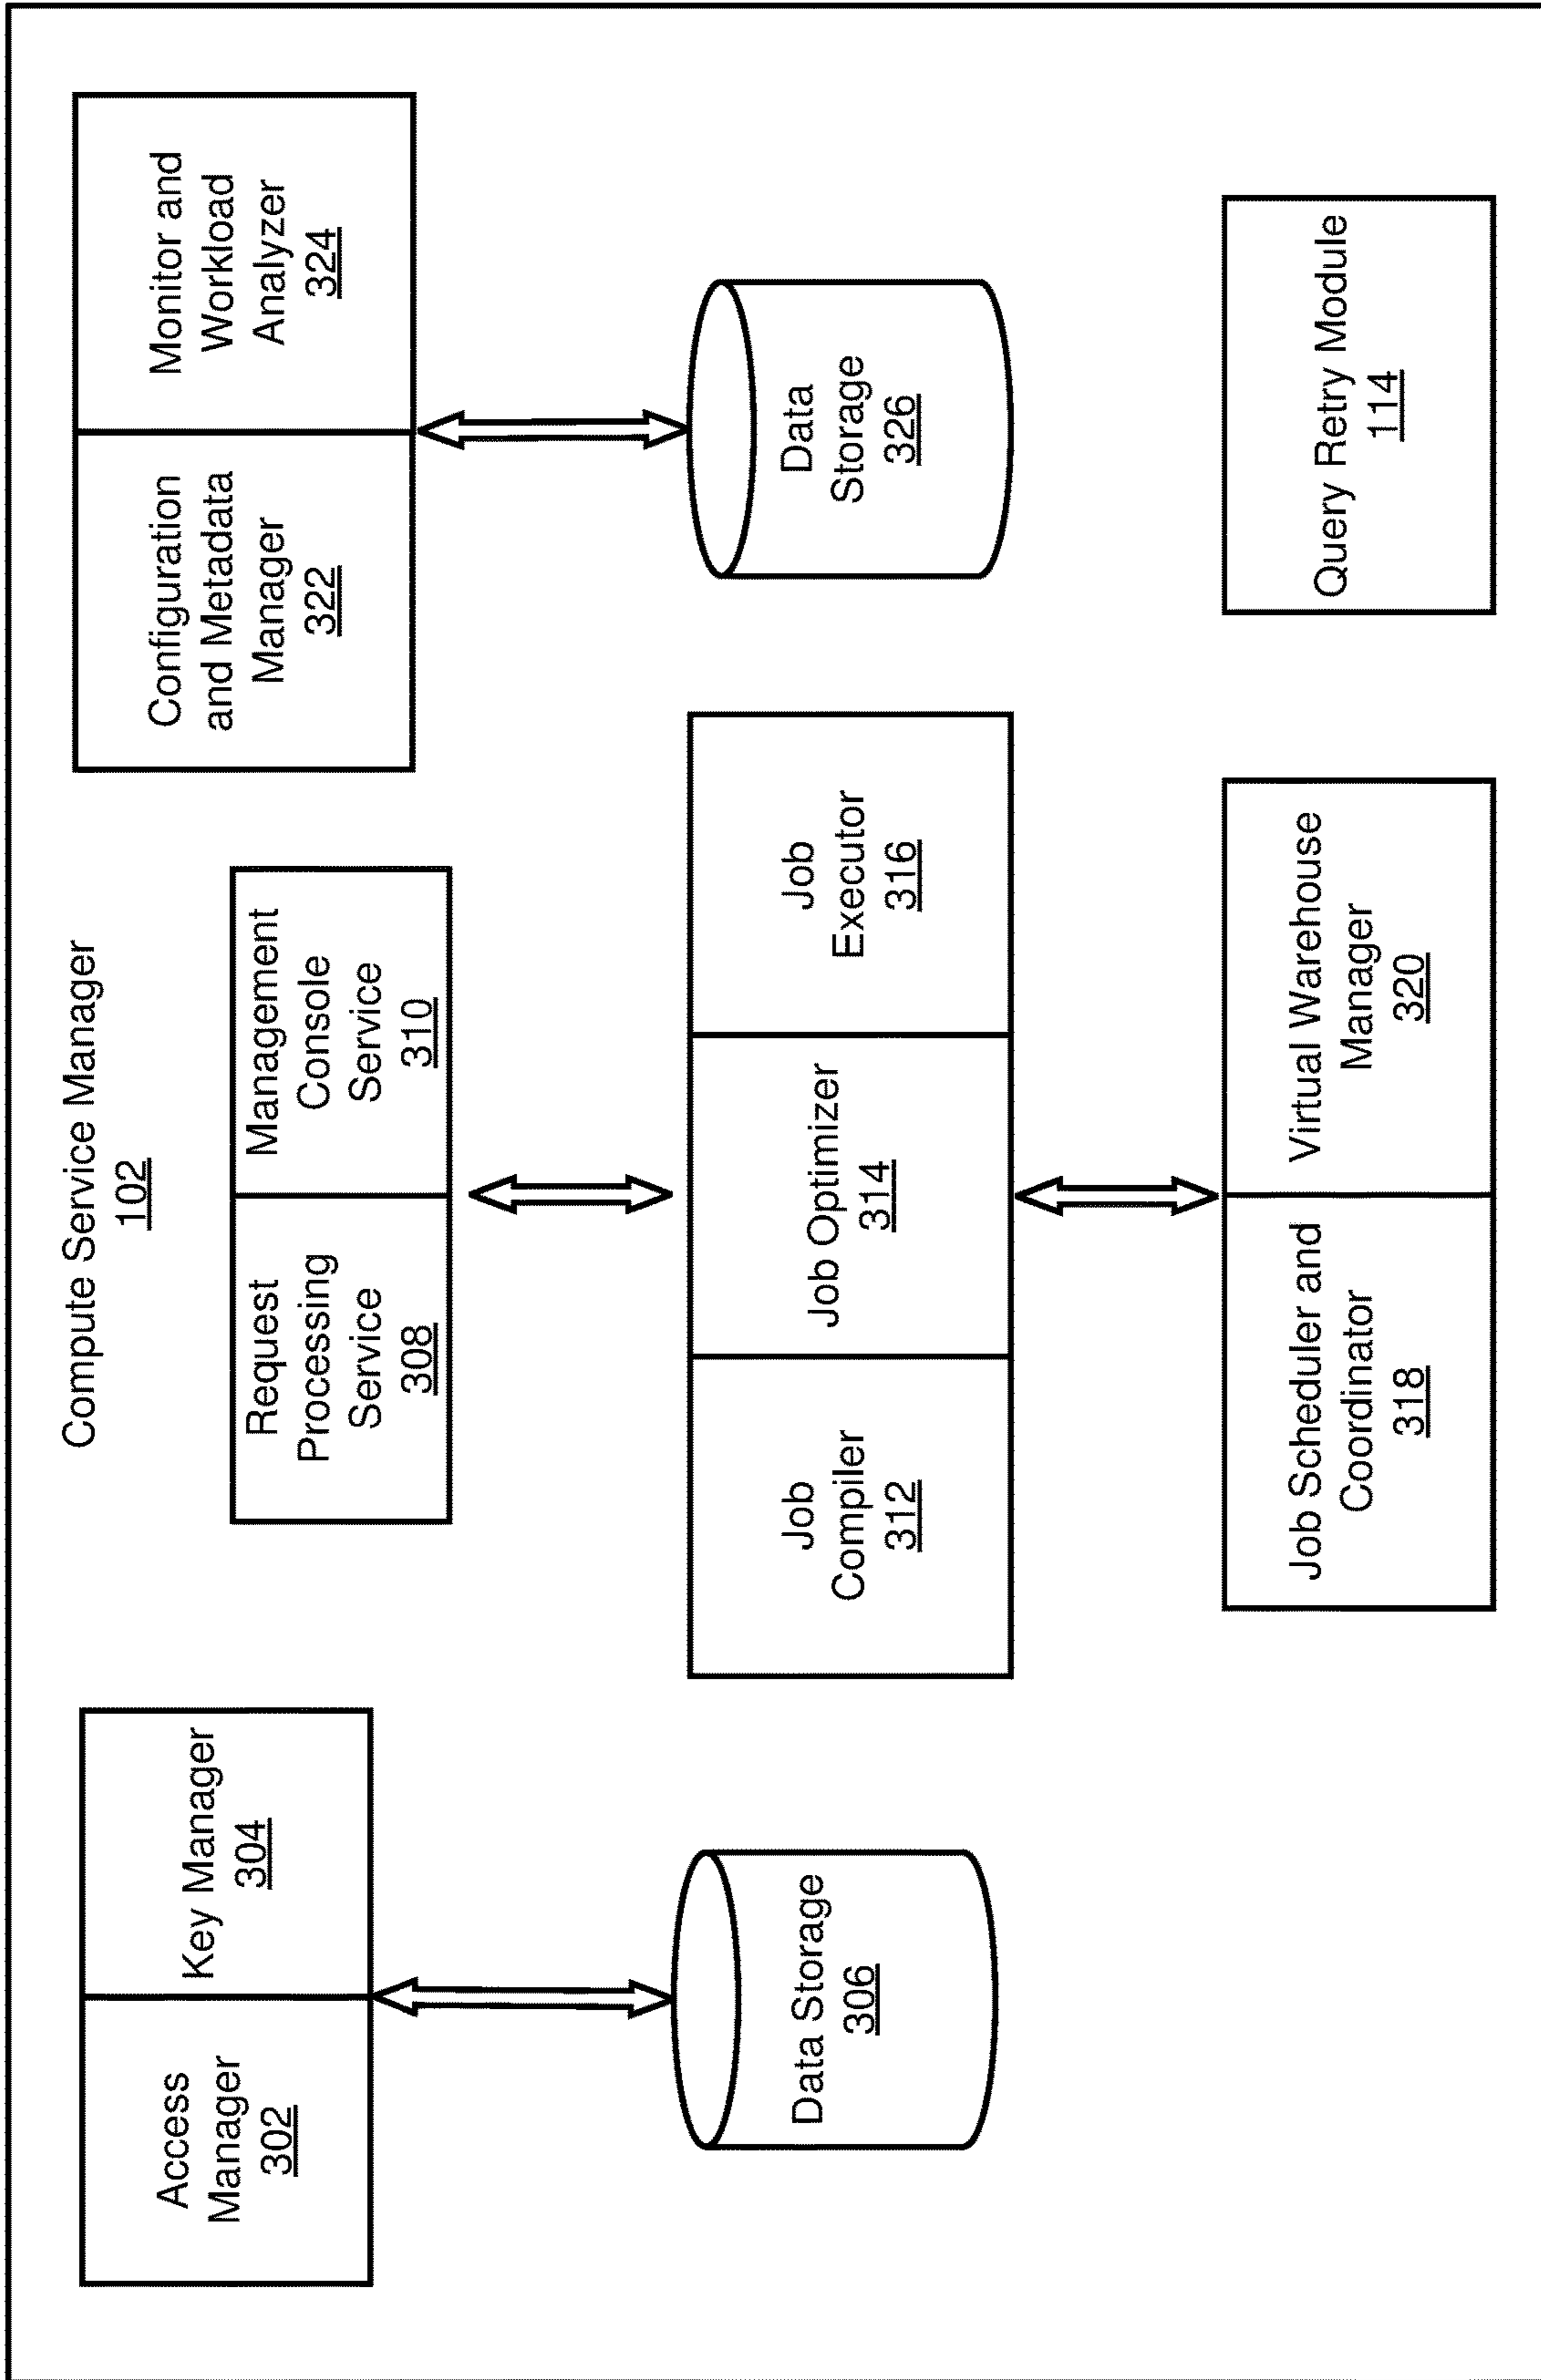 Compute Service Manager
102
Access
Manager
302
Key Manager
304
Request
Processing
Service
308
Management
Console
Service
310
Configuration
and Metadata
Manager
322
Monitor and
Workload
Analyzer
324
Data Storage
306
Job
Compiler
312
Job Optimizer
314
Job
Executor
316
Data
Storage
326
Job Scheduler and
Coordinator
318
Virtual Warehouse
Manager
320
Query Retry Module
114